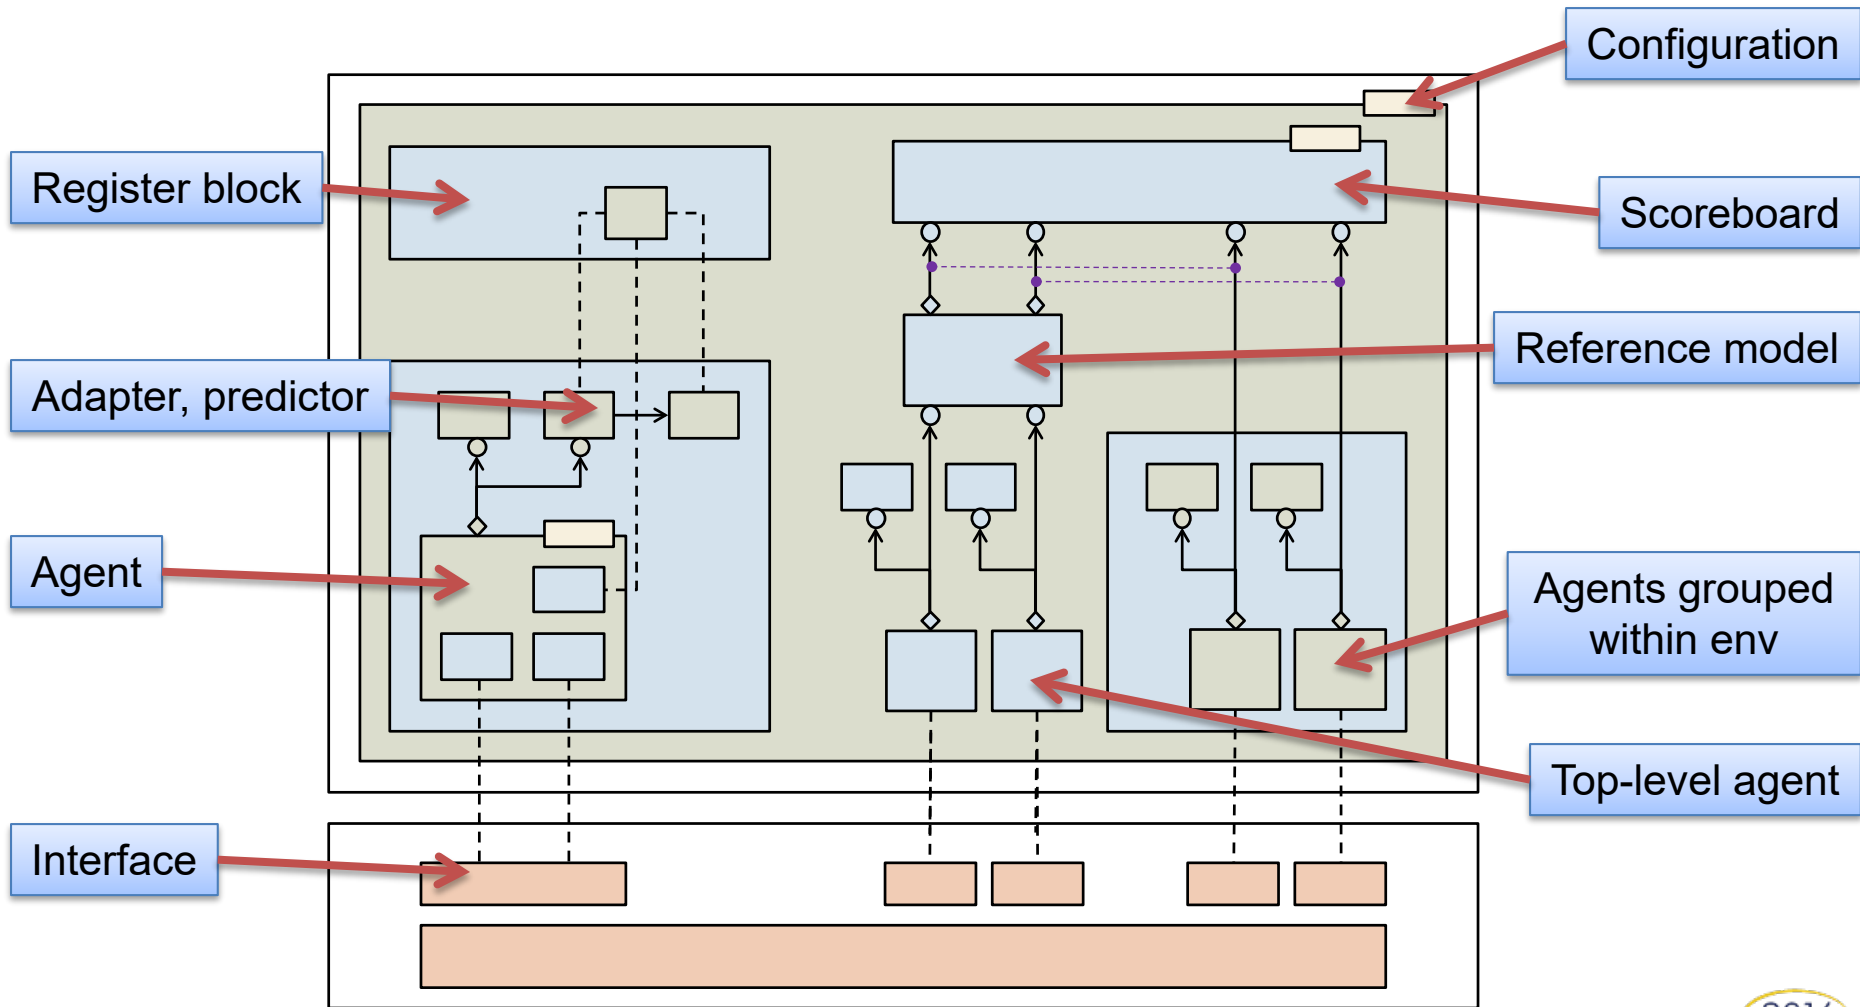 Configuration
Register block
Scoreboard
Reference model
Adapter, predictor
Agent
Agents grouped
within env
Top-level agent
Interface